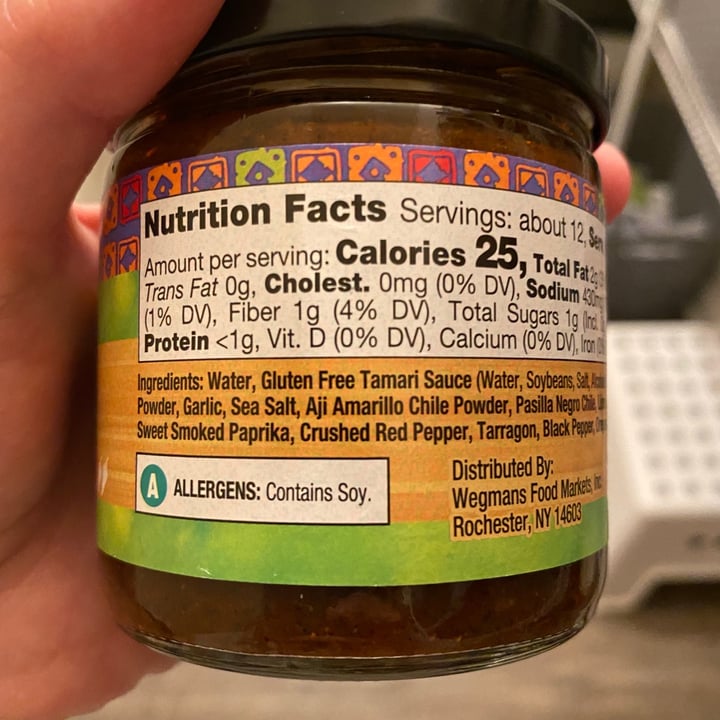 Nutrition Facts Servings: about 12,
Amount per serving: Calories 25, Total Fat 2g
Trans Fat 0g, Cholest. 0mg (0% DV), Sodium 430mg
(1% DV), Fiber 1g (4% DV), Total Sugars 1g (Incl.
Protein <1g, Vit. D (0% DV), Calcium (0% DV), Iron
Ingredients: Water, Gluten Free Tamari Sauce (Water, Soybeans, Salt,
Powder, Garlic, Sea Salt, Aji Amarillo Chile Powder, Pasilla Negro Chile,
Sweet Smoked Paprika, Crushed Red Pepper, Tarragon, Black Pepper,
A ALLERGENS: Contains Soy.
Distributed By:
Wegmans Food Markets, Inc.
Rochester, NY 14603